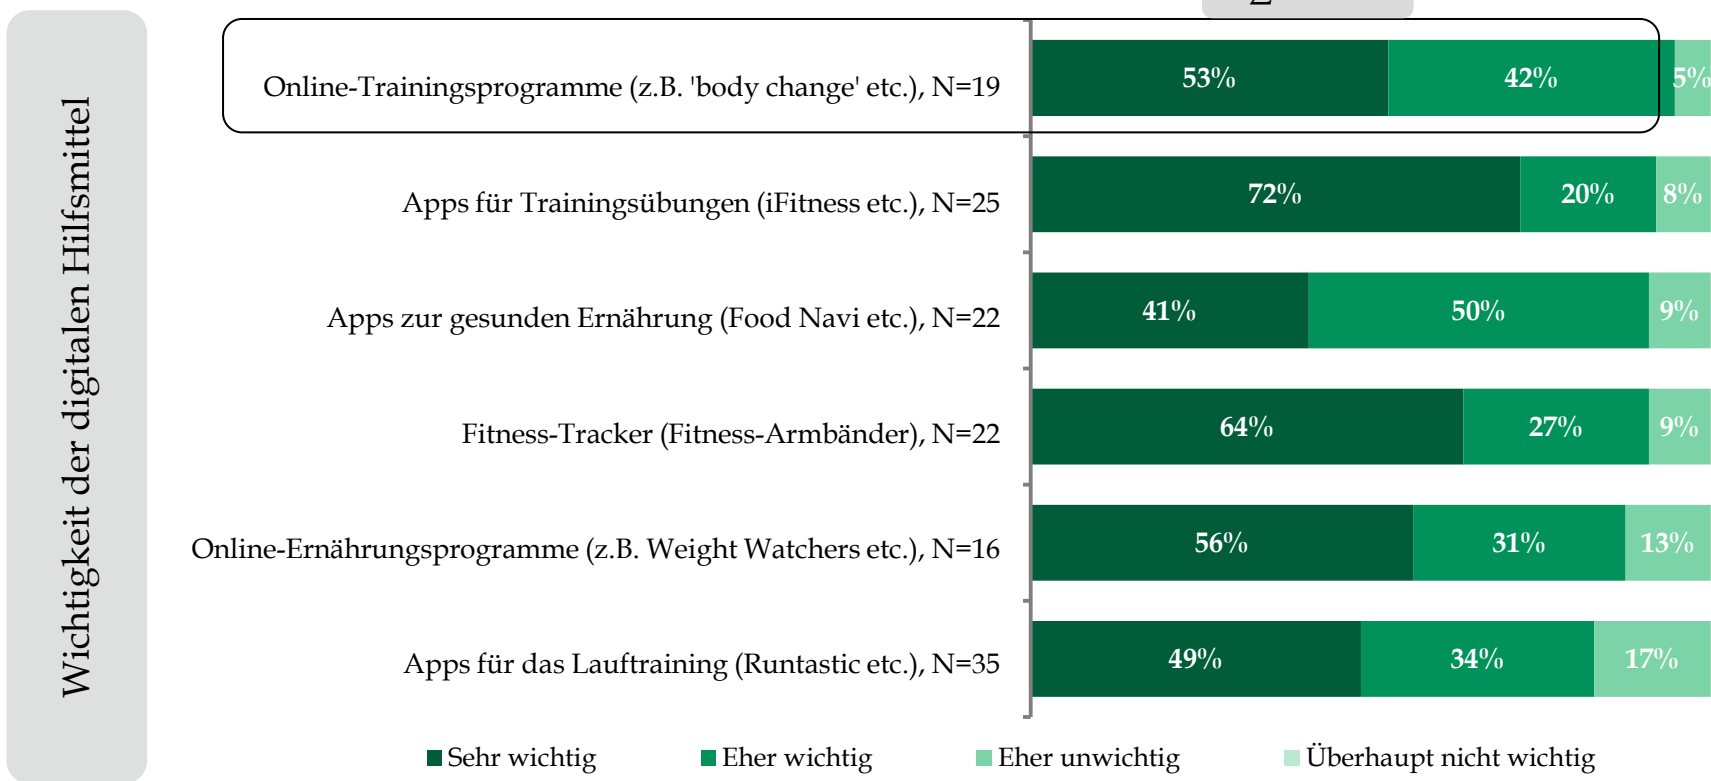 Wichtigkeit der digitalen Hilfsmittel
Online-Trainingsprogramme (z.B. 'body change' etc.), N=19
53% 42% 5%
Apps für Trainingsübungen (iFitness etc.), N=25
72% 20% 8%
Apps zur gesunden Ernährung (Food Navi etc.), N=22
41% 50% 9%
Fitness-Tracker (Fitness-Armbänder), N=22
64% 27% 9%
Online-Ernährungsprogramme (z.B. Weight Watchers etc.), N=16
56% 31% 13%
Apps für das Lauftraining (Runtastic etc.), N=35
49% 34% 17%
Sehr wichtig Eher wichtig Eher unwichtig Überhaupt nicht wichtig